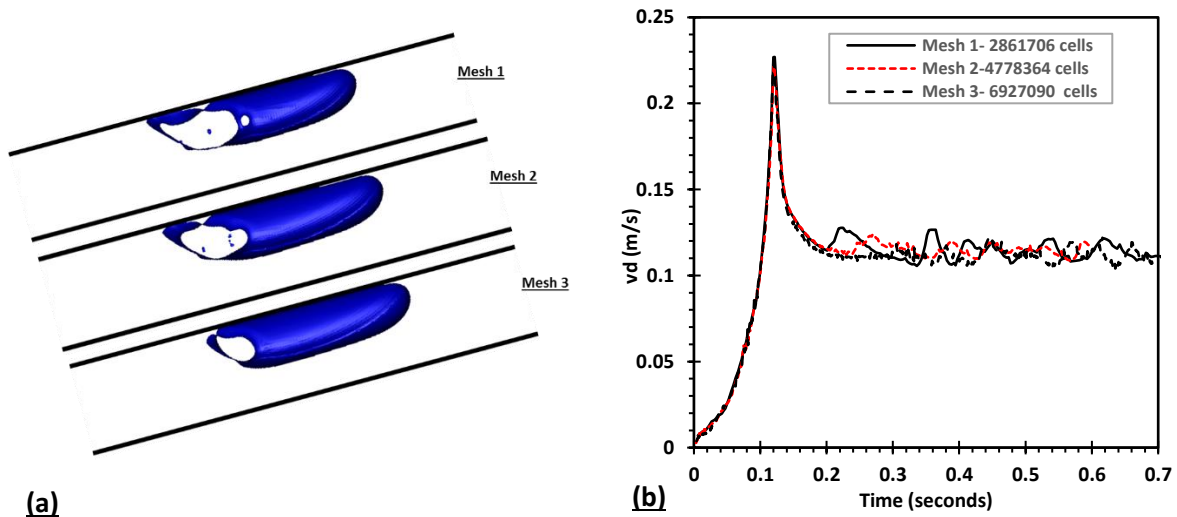 Mesh 1
Mesh 2
Mesh 3
(a)
0.25
0.2
0.15
0.1
0.05
0
vd (m/s)
Mesh 1- 2861706 cells
Mesh 2-4778364 cells
Mesh 3- 6927090 cells
0 0.1 0.2 0.3 0.4 0.5 0.6 0.7
Time (seconds)
(b)